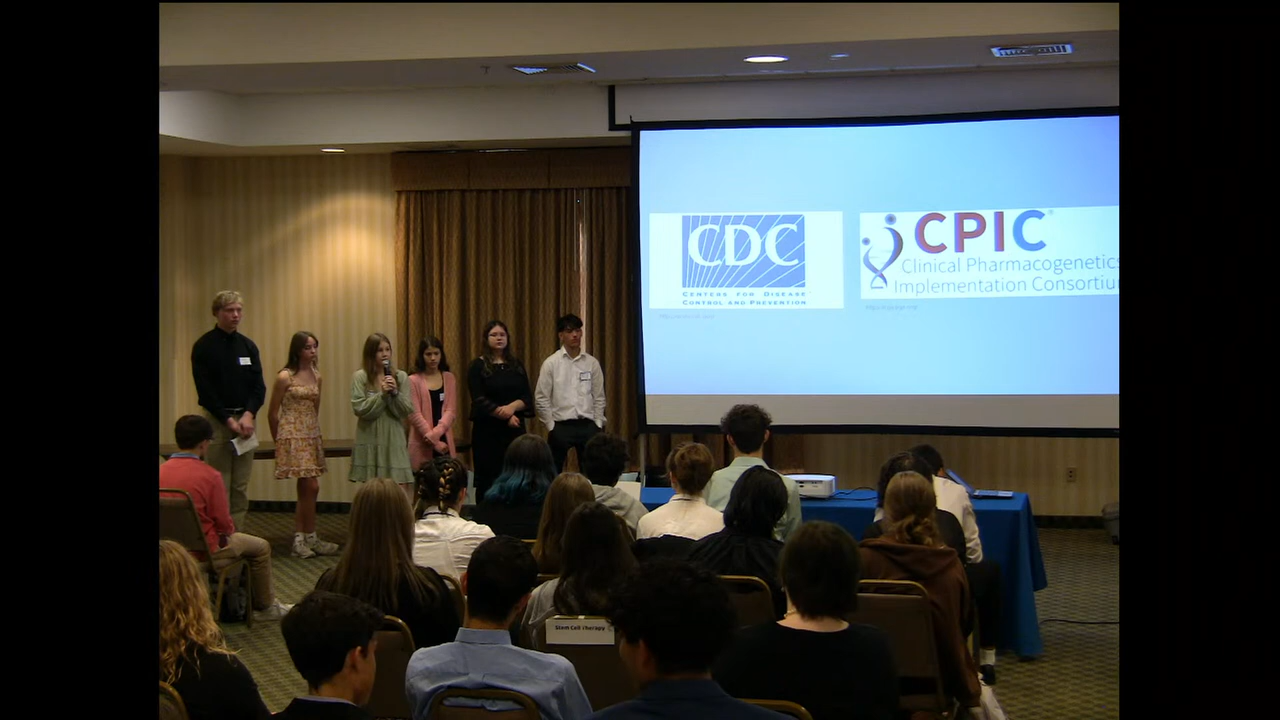 CDC
CENTERS FOR DISEASE
CONTROL AND PREVENTION
CPIC
Clinical Pharmacogenetics
Implementation Consortiu
Stem Cell Therapy